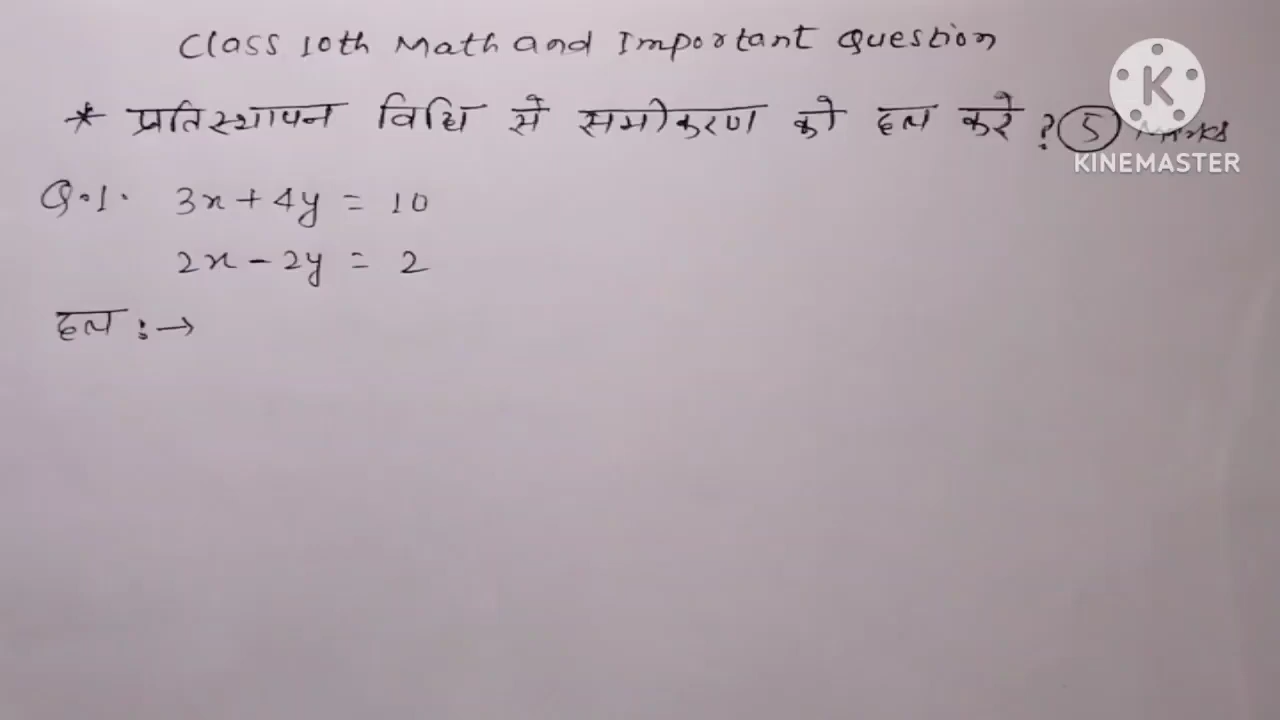 Class 10th Math and Important Question
* प्रतिस्थापन विधि से समीकरण को हल करे ? 5 Marks
KINEMASTER
Q.1. 3x + 4y = 10
2x - 2y = 2
हल :→